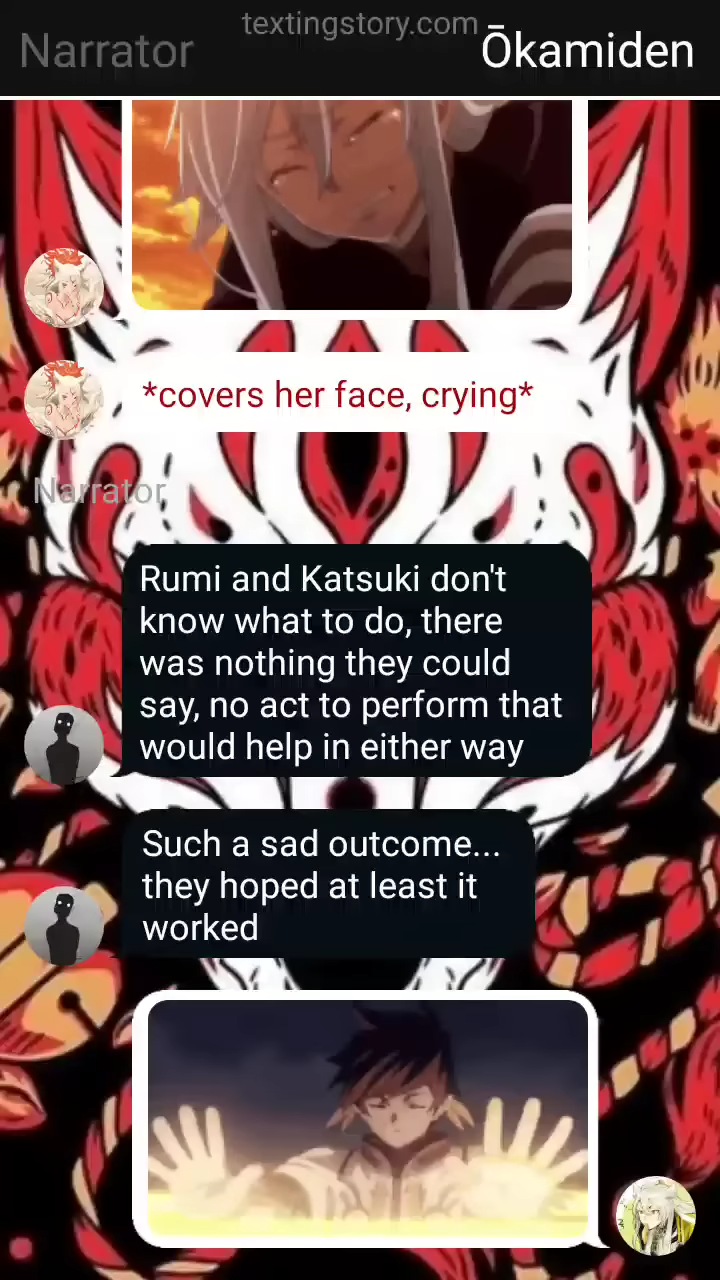 textingstory.com
Narrator
Ōkamiden
*covers her face, crying*
Narrator
Rumi and Katsuki don't
know what to do, there
was nothing they could
say, no act to perform that
would help in either way
Such a sad outcome...
they hoped at least it
worked